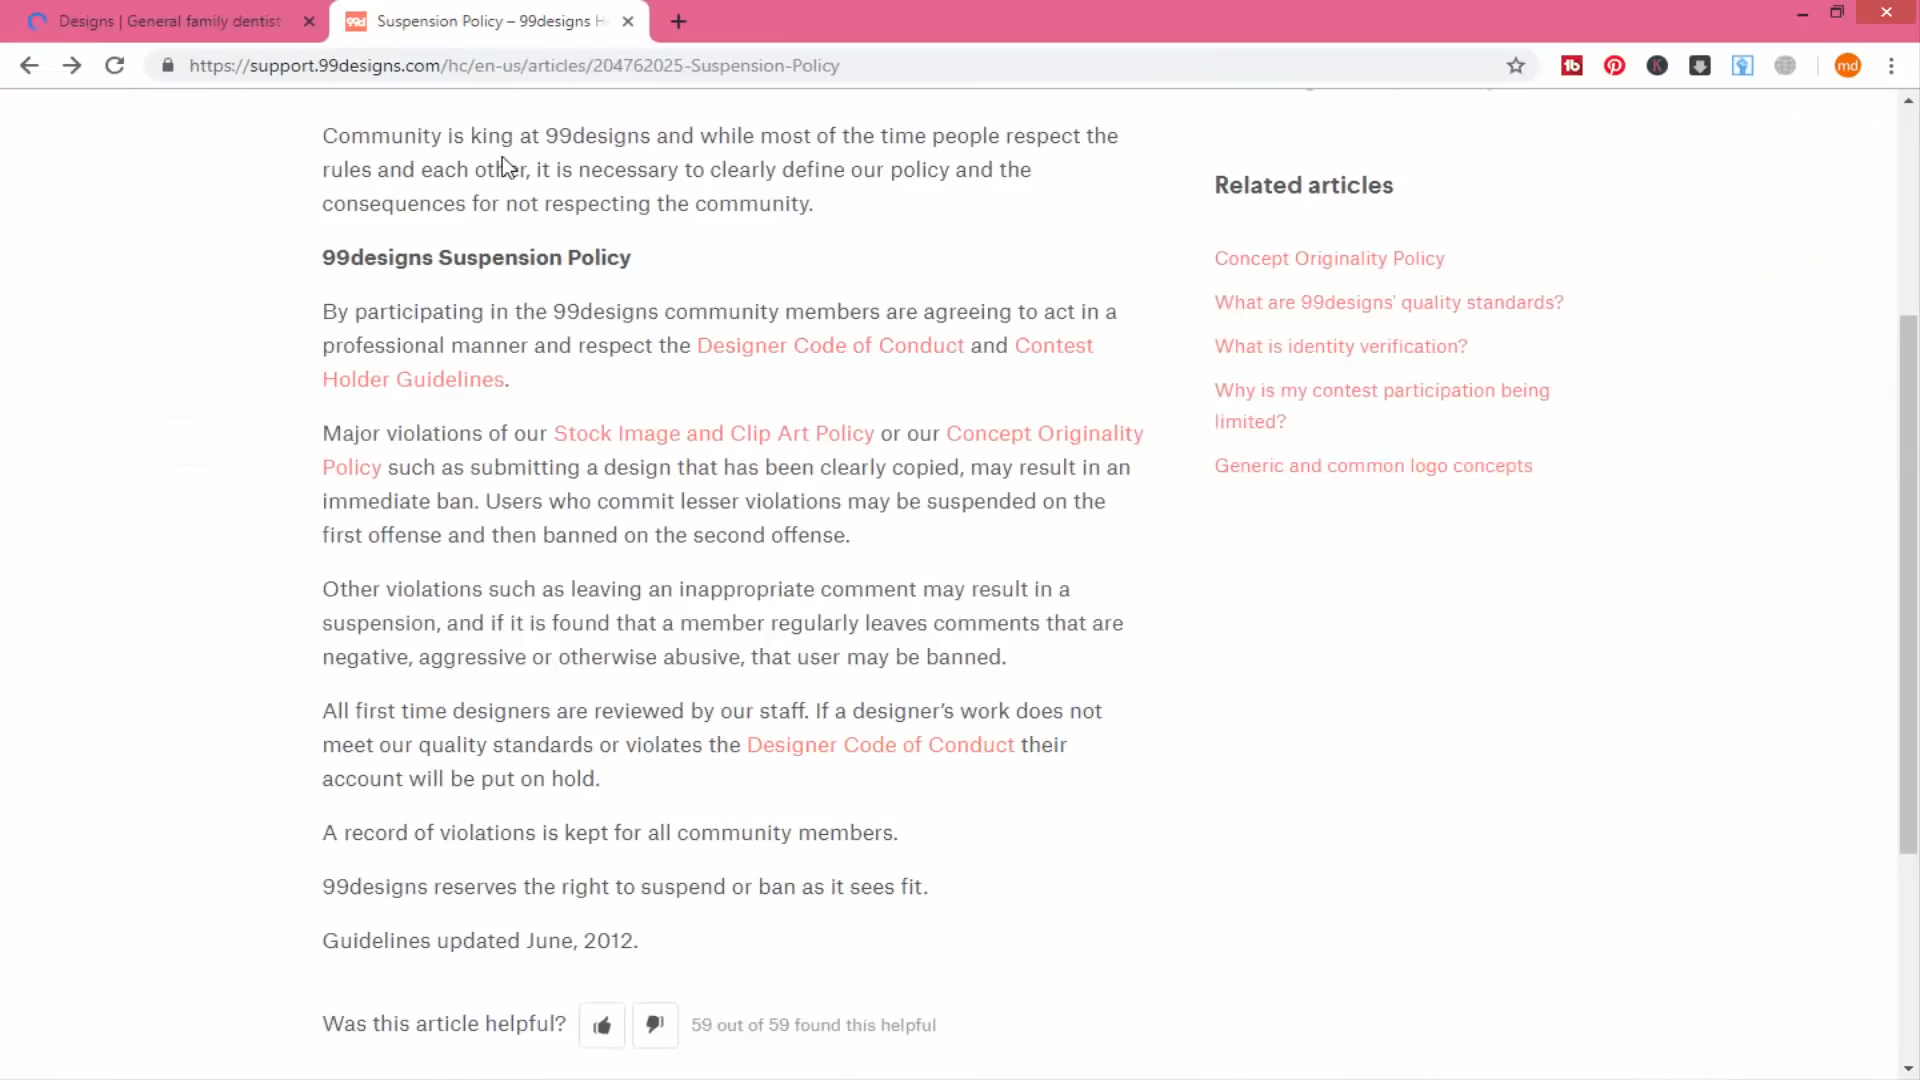 Designs | General family dentist
Suspension Policy – 99designs H
https://support.99designs.com/hc/en-us/articles/204762025-Suspension-Policy
md
Community is king at 99designs and while most of the time people respect the
rules and each other, it is necessary to clearly define our policy and the
consequences for not respecting the community.
99designs Suspension Policy
By participating in the 99designs community members are agreeing to act in a
professional manner and respect the Designer Code of Conduct and Contest
Holder Guidelines.
Major violations of our Stock Image and Clip Art Policy or our Concept Originality
Policy such as submitting a design that has been clearly copied, may result in an
immediate ban. Users who commit lesser violations may be suspended on the
first offense and then banned on the second offense.
Other violations such as leaving an inappropriate comment may result in a
suspension, and if it is found that a member regularly leaves comments that are
negative, aggressive or otherwise abusive, that user may be banned.
All first time designers are reviewed by our staff. If a designer’s work does not
meet our quality standards or violates the Designer Code of Conduct their
account will be put on hold.
A record of violations is kept for all community members.
99designs reserves the right to suspend or ban as it sees fit.
Guidelines updated June, 2012.
Was this article helpful?
59 out of 59 found this helpful
Related articles
Concept Originality Policy
What are 99designs' quality standards?
What is identity verification?
Why is my contest participation being
limited?
Generic and common logo concepts